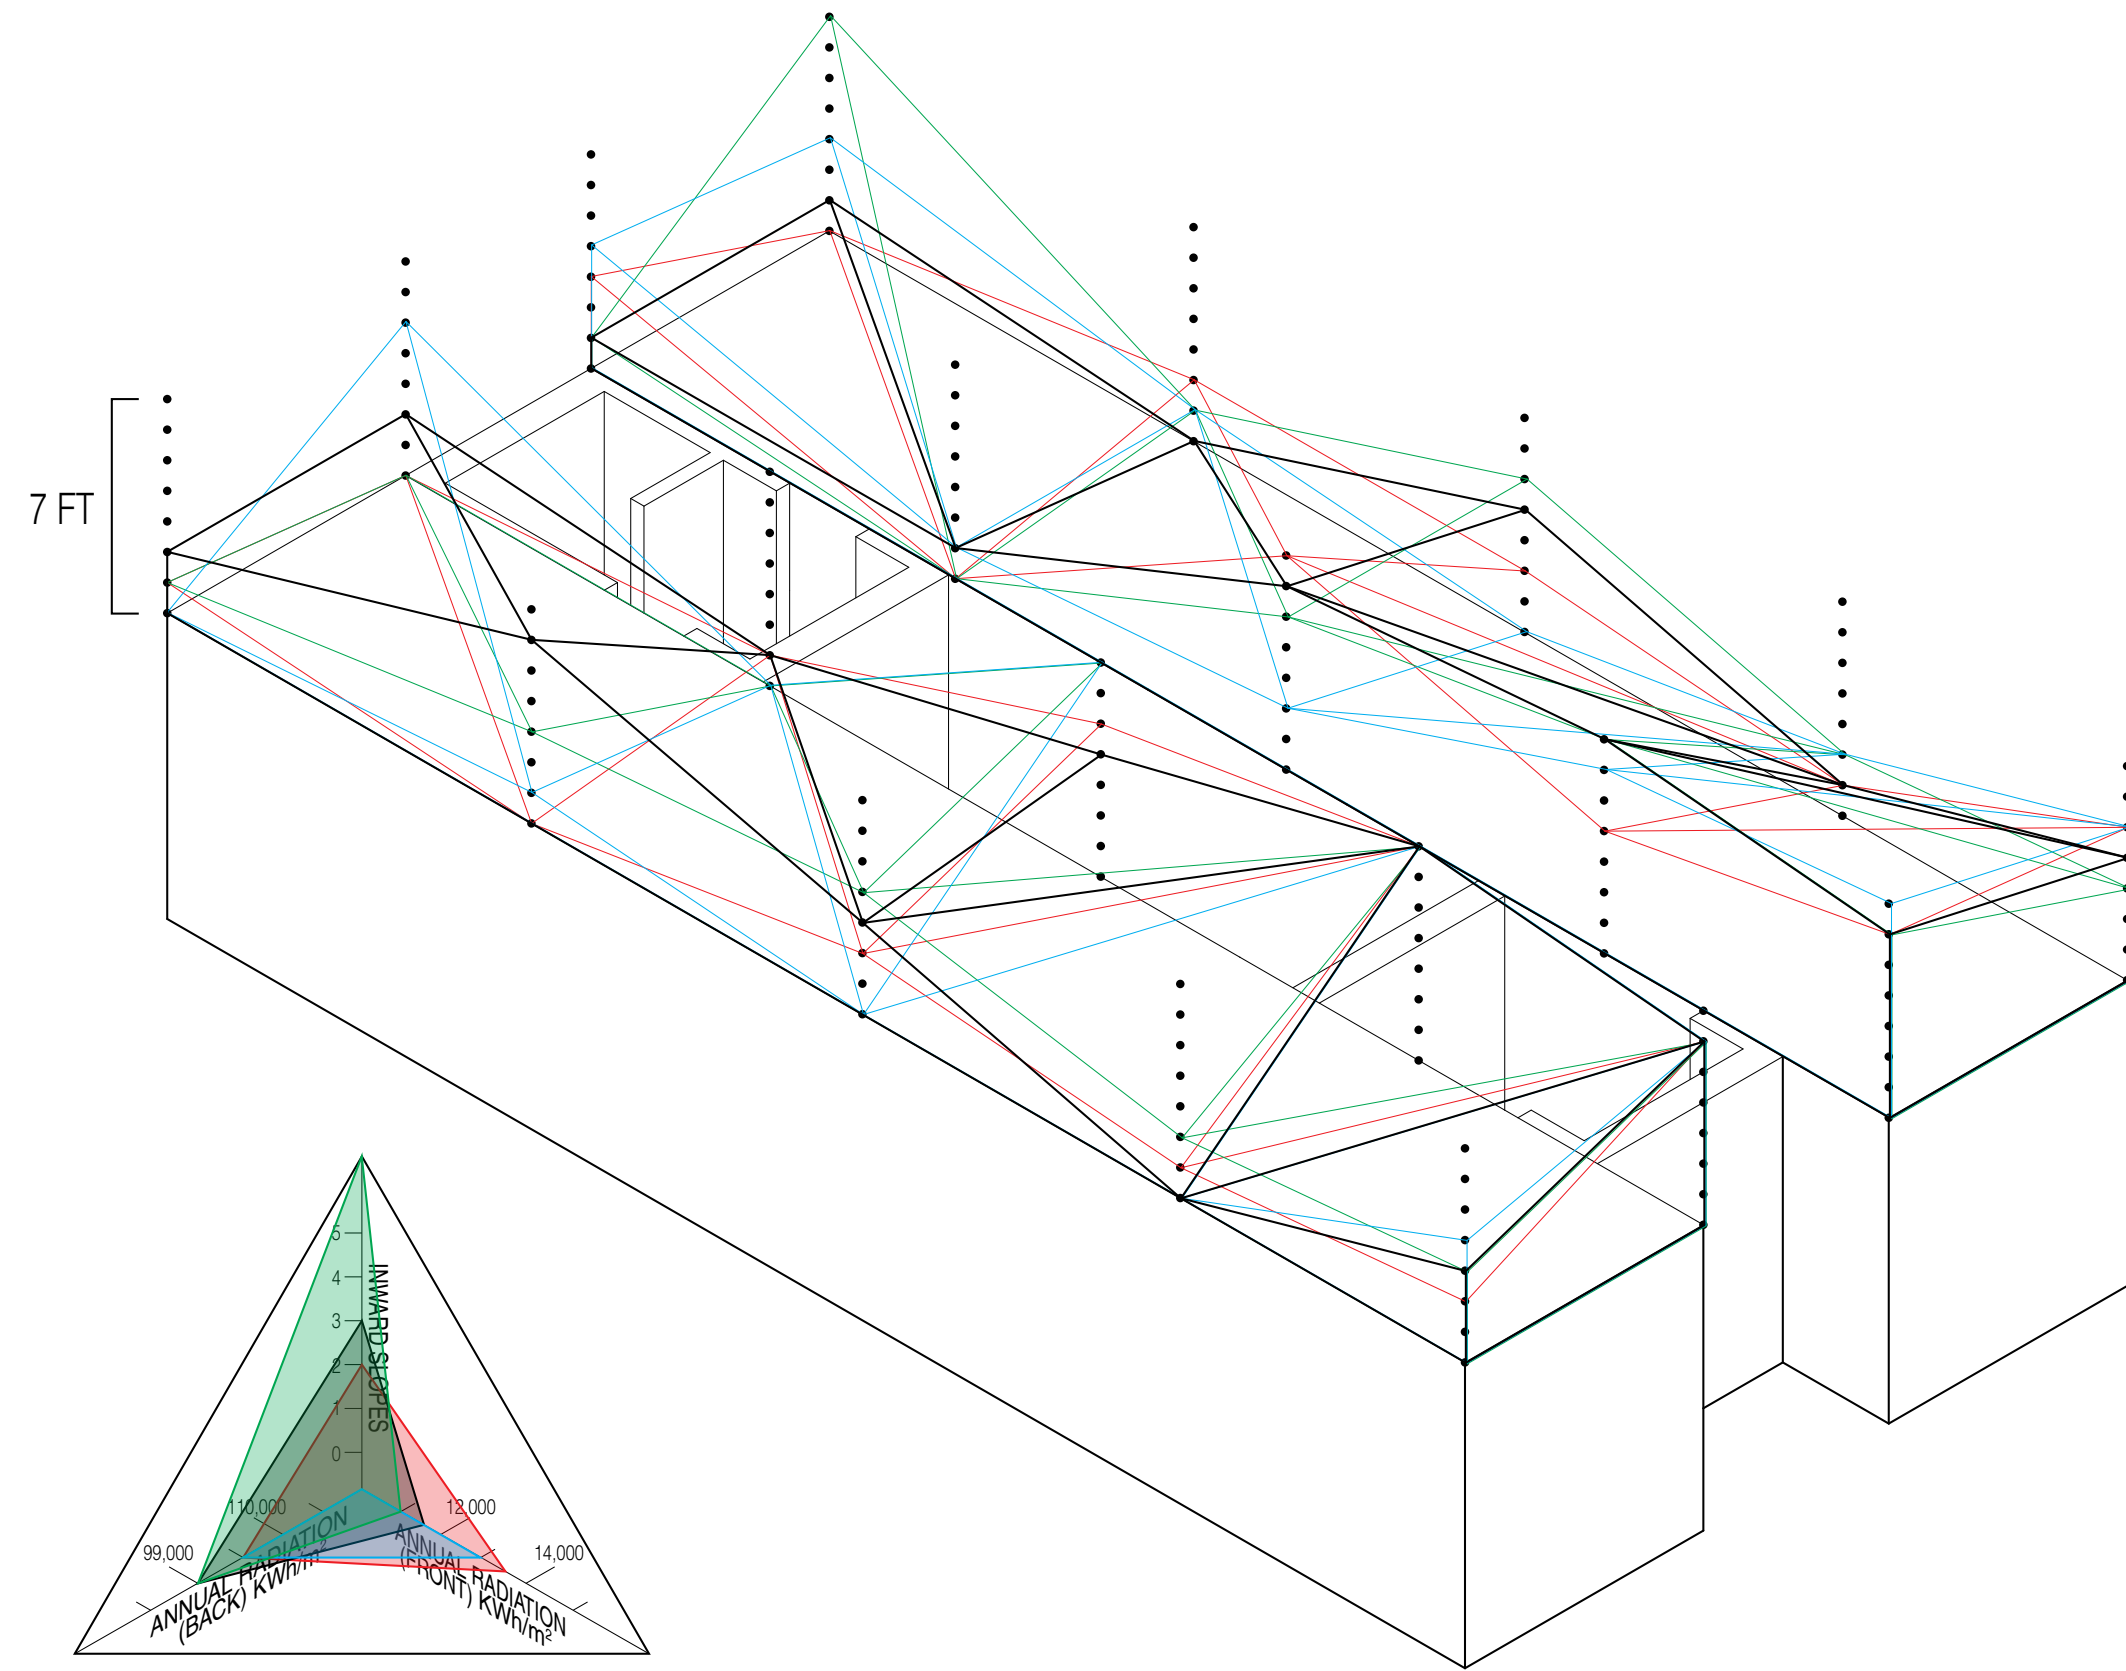 7 FT
5
4
3
2
1
0
INWARD SLOPES
110,000
12,000
99,000
14,000
ANNUAL RADIATION
(BACK) KWh/m²
ANNUAL RADIATION
(FRONT) KWh/m²